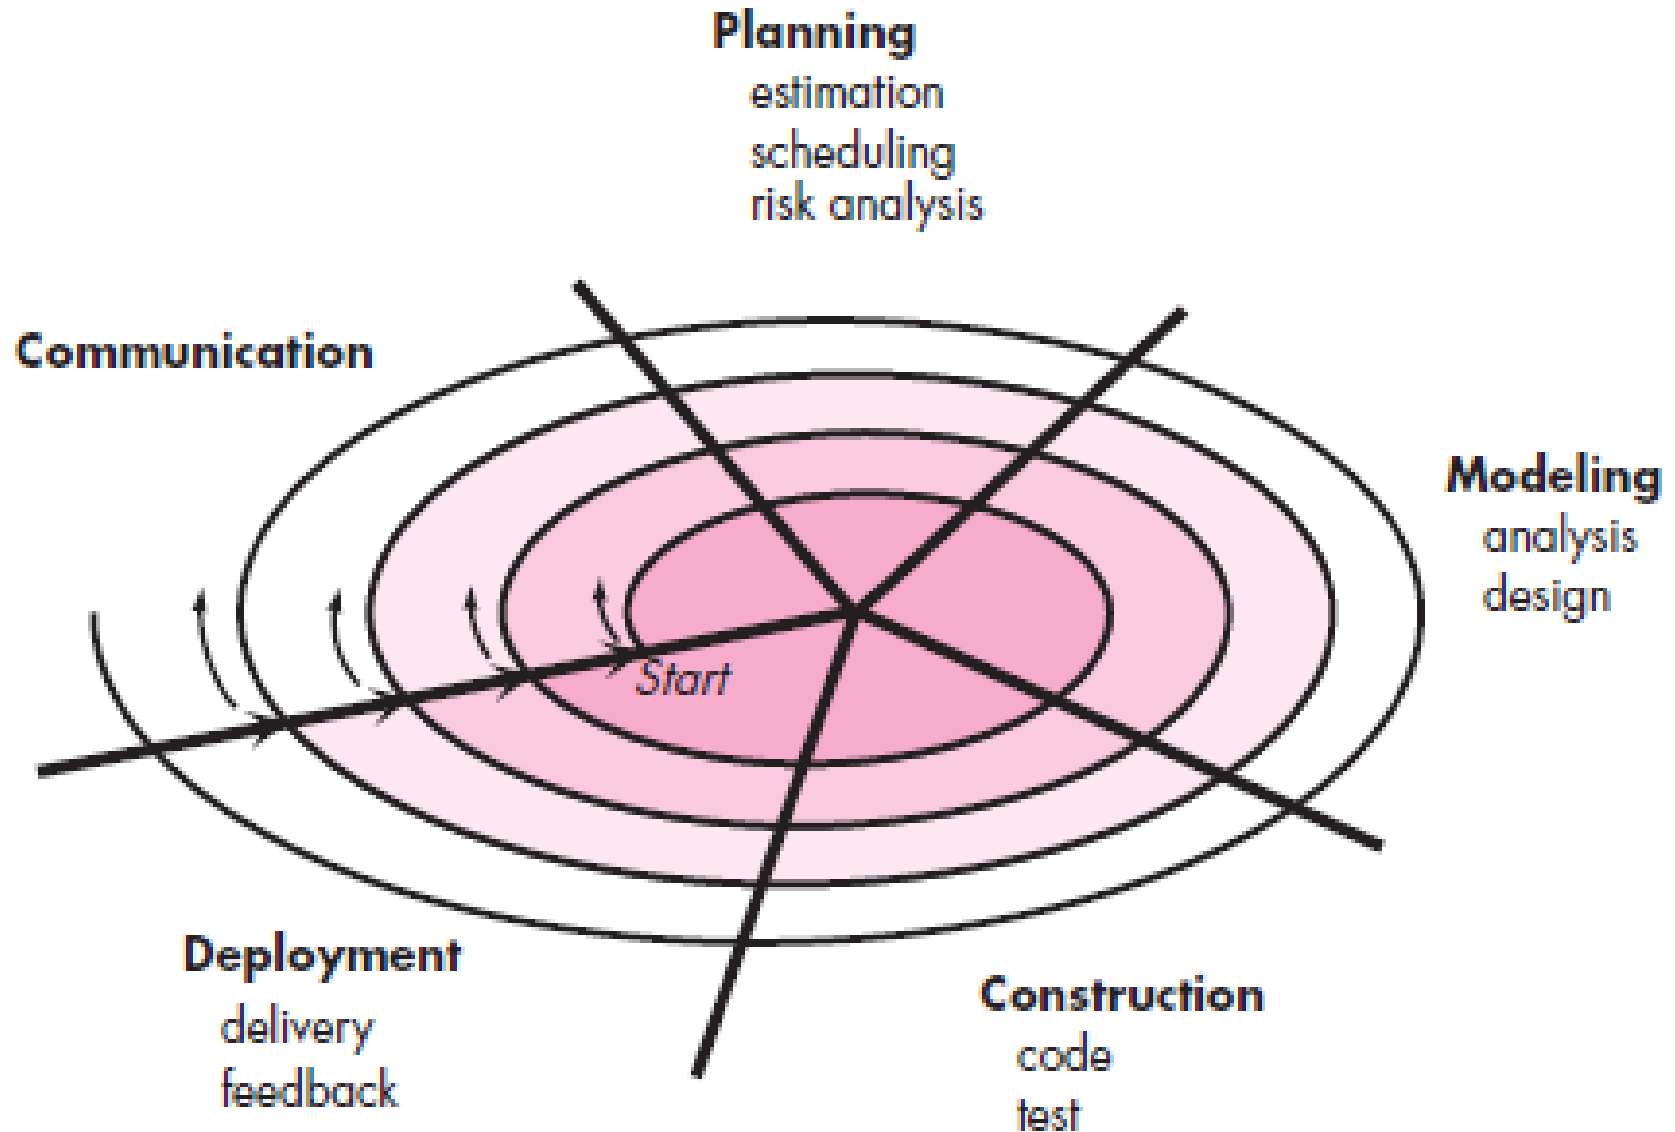 Planning
estimation
scheduling
risk analysis
Communication
Modeling
analysis
design
Start
Deployment
delivery
feedback
Construction
code
test